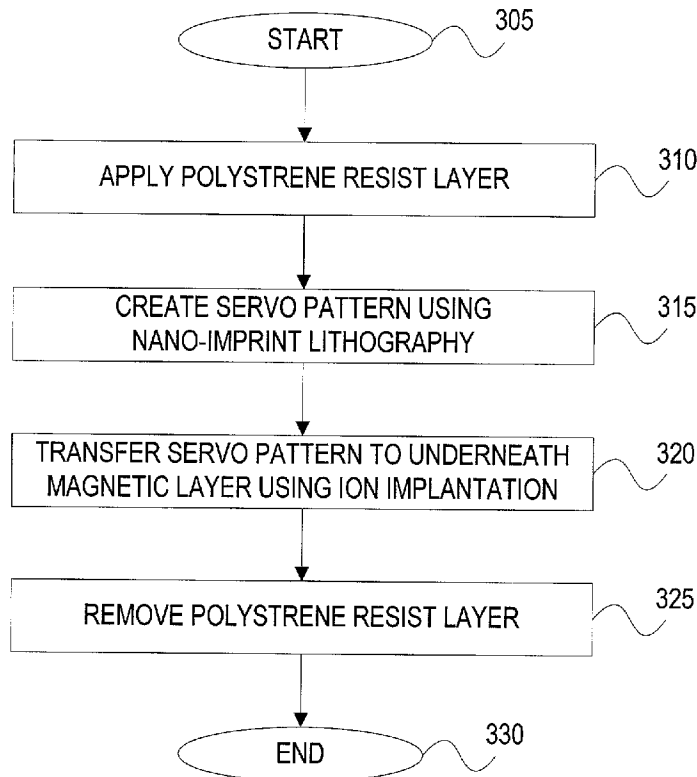 START
305
APPLY POLYSTRENE RESIST LAYER
310
CREATE SERVO PATTERN USING
NANO-IMPRINT LITHOGRAPHY
315
TRANSFER SERVO PATTERN TO UNDERNEATH
MAGNETIC LAYER USING ION IMPLANTATION
320
REMOVE POLYSTRENE RESIST LAYER
325
END
330